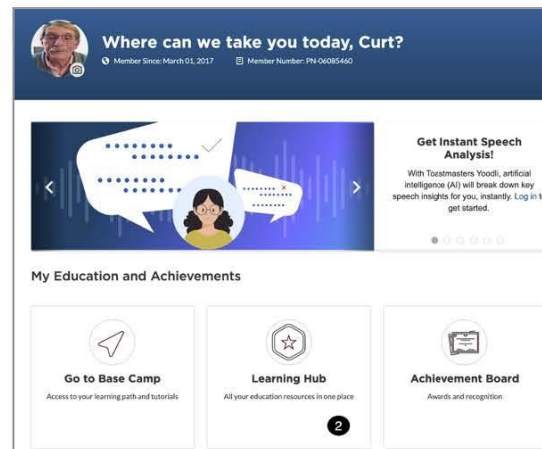 Where can we take you today, Curt?
Member Since: March 01, 2017 Member Number: PN-06085460
Get Instant Speech
Analysis!
With Toastmasters Yoodli, artificial
intelligence (AI) will break down key
speech insights for you, instantly. Log in t
get started.
My Education and Achievements
Go to Base Camp
Access to your learning path and tutorials
Learning Hub
All your education resources in one place
2
Achievement Board
Awards and recognition